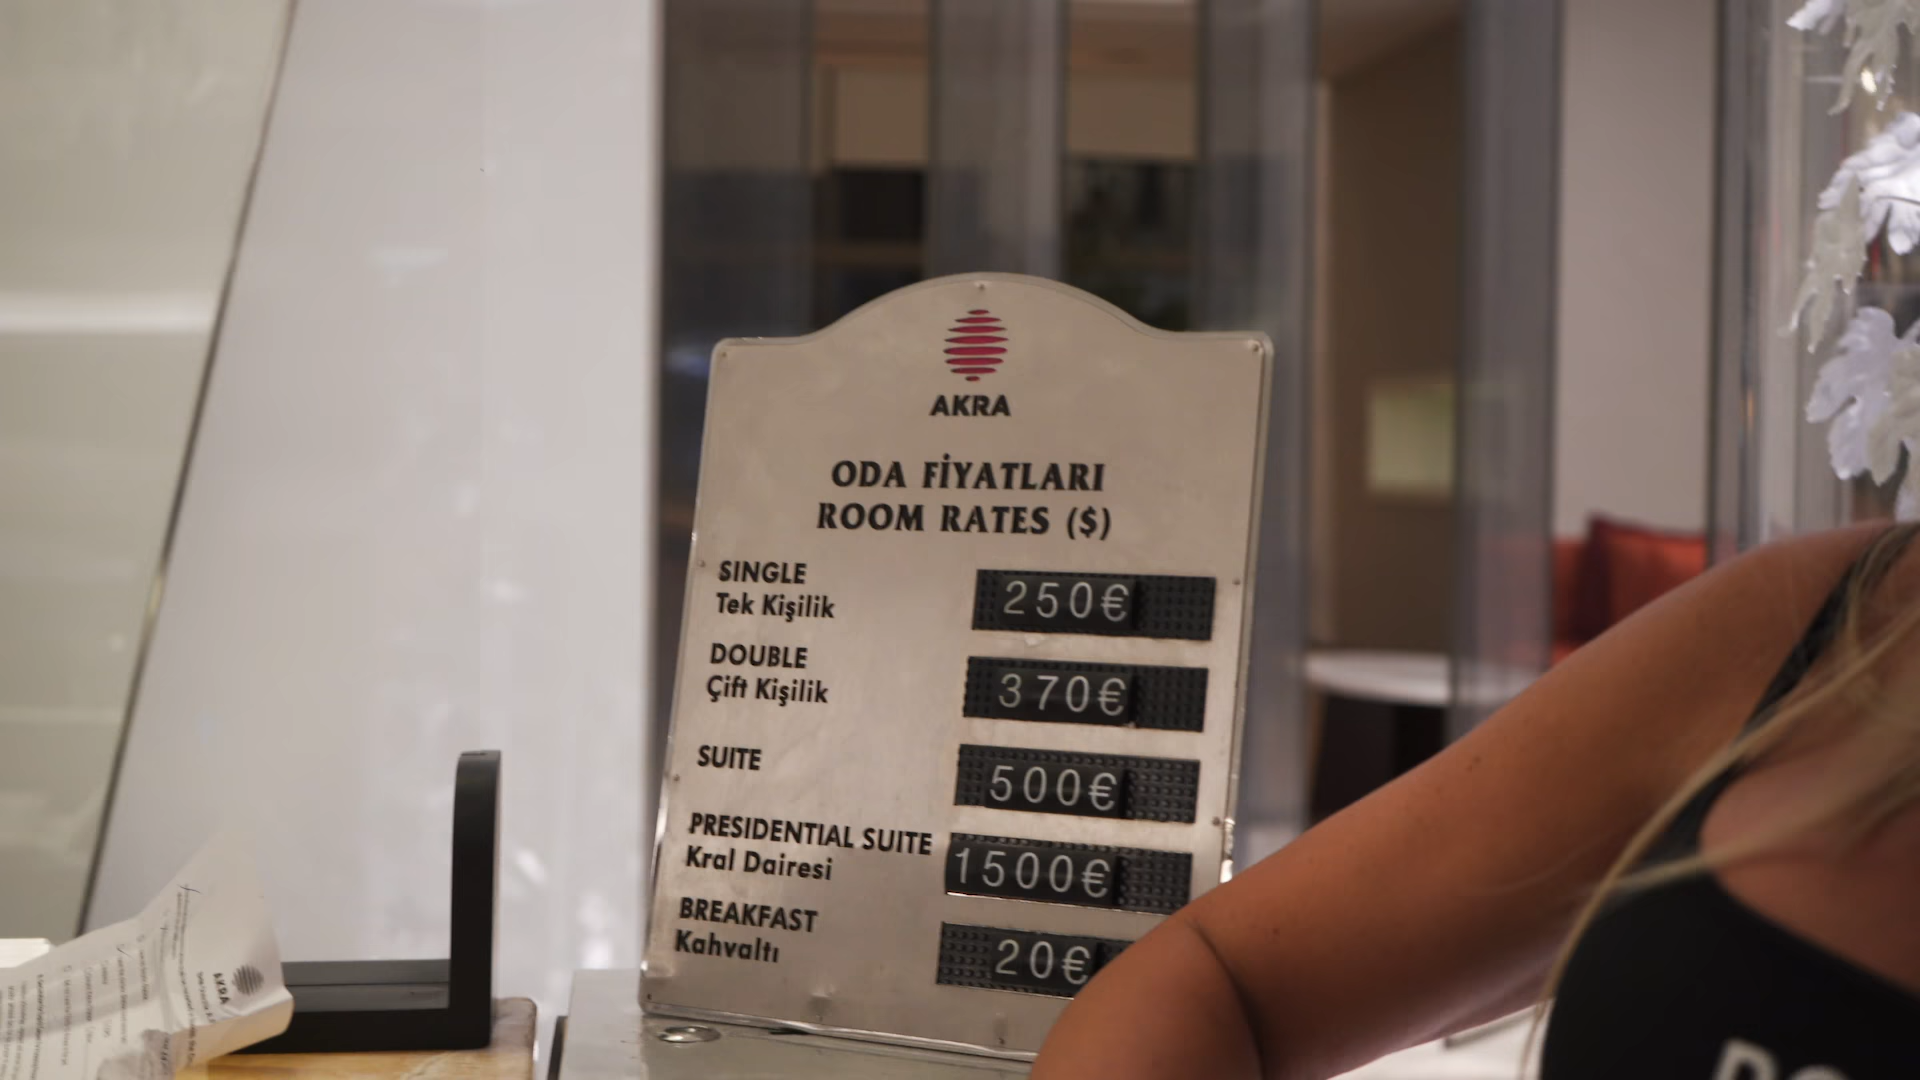 AKRA
ODA FİYATLARI
ROOM RATES ($)
SINGLE
Tek Kişilik
250€
DOUBLE
Çift Kişilik
370€
SUITE
500€
PRESIDENTIAL SUITE
Kral Dairesi
1500€
BREAKFAST
Kahvaltı
20€
AKRA